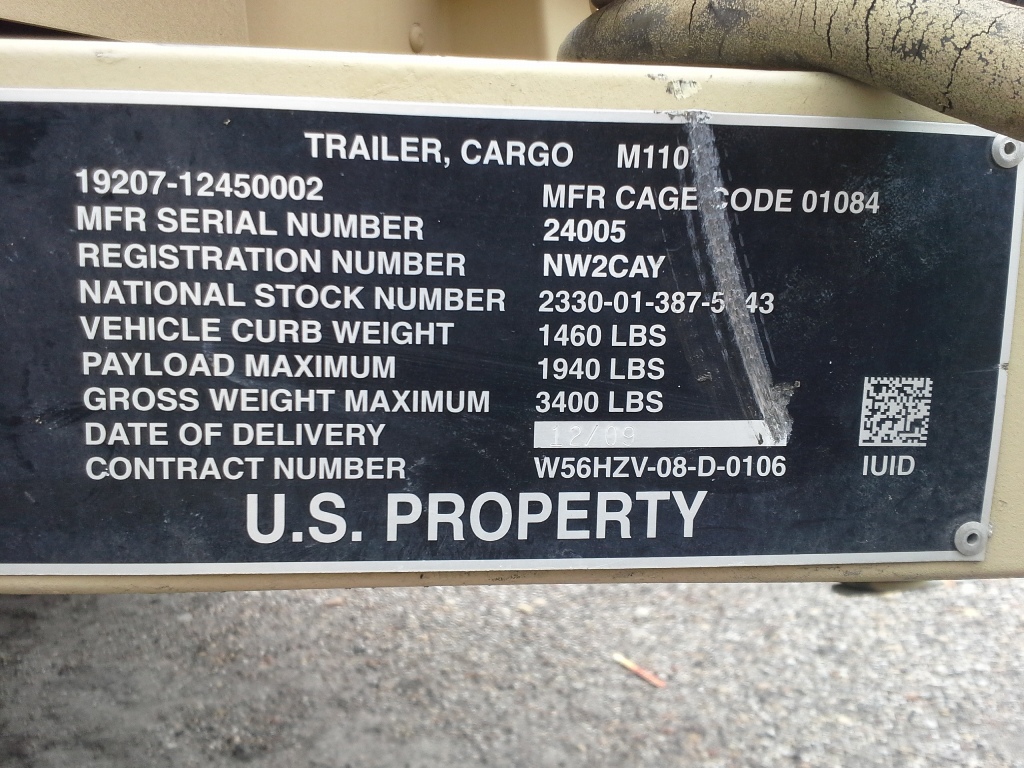 TRAILER, CARGO M110
19207-12450002 MFR CAGE CODE 01084
MFR SERIAL NUMBER 24005
REGISTRATION NUMBER NW2CAY
NATIONAL STOCK NUMBER
VEHICLE CURB WEIGHT 1460 LBS
PAYLOAD MAXIMUM 1940 LBS
GROSS WEIGHT MAXIMUM 3400 LBS
DATE OF DELIVERY 12/09
CONTRACT NUMBER W56HZV-08-D-0106
IUID
U.S. PROPERTY